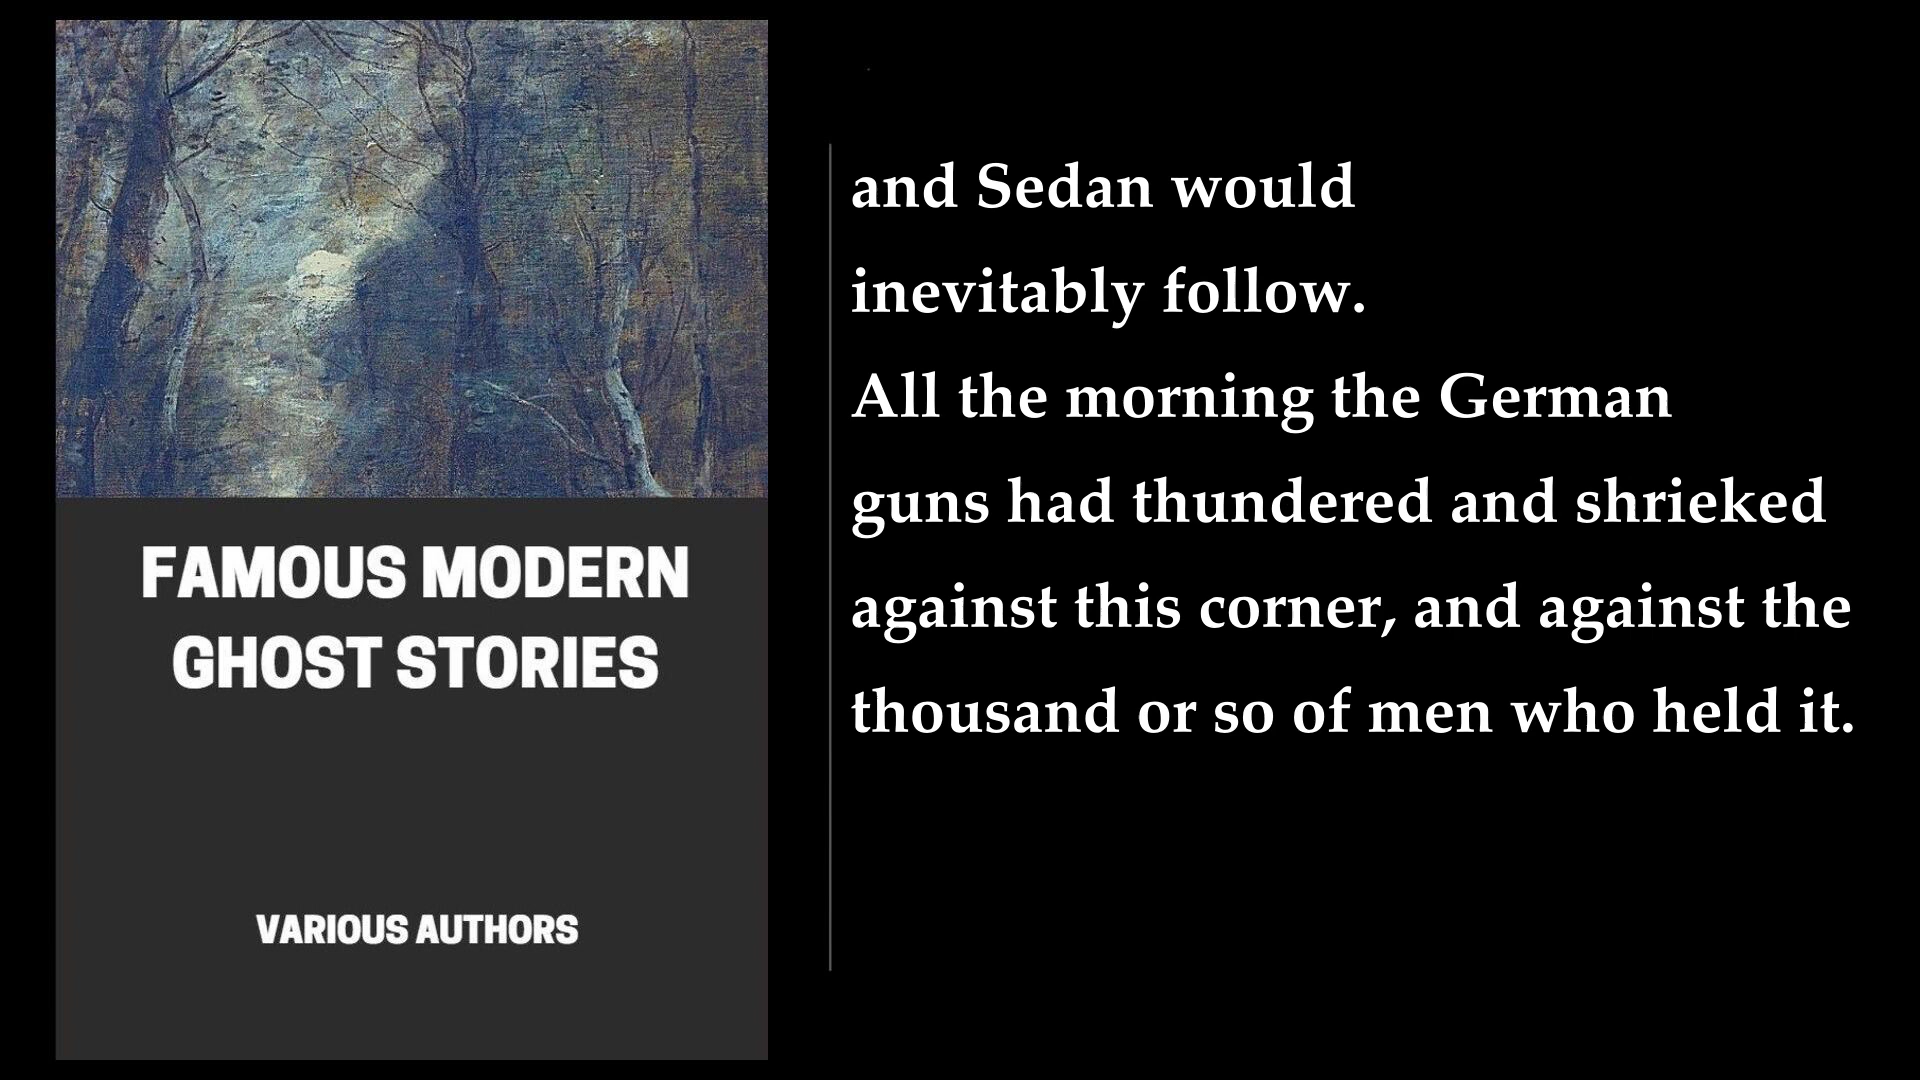 FAMOUS MODERN
GHOST STORIES
VARIOUS AUTHORS
and Sedan would
inevitably follow.
All the morning the German
guns had thundered and shrieked
against this corner, and against the
thousand or so of men who held it.